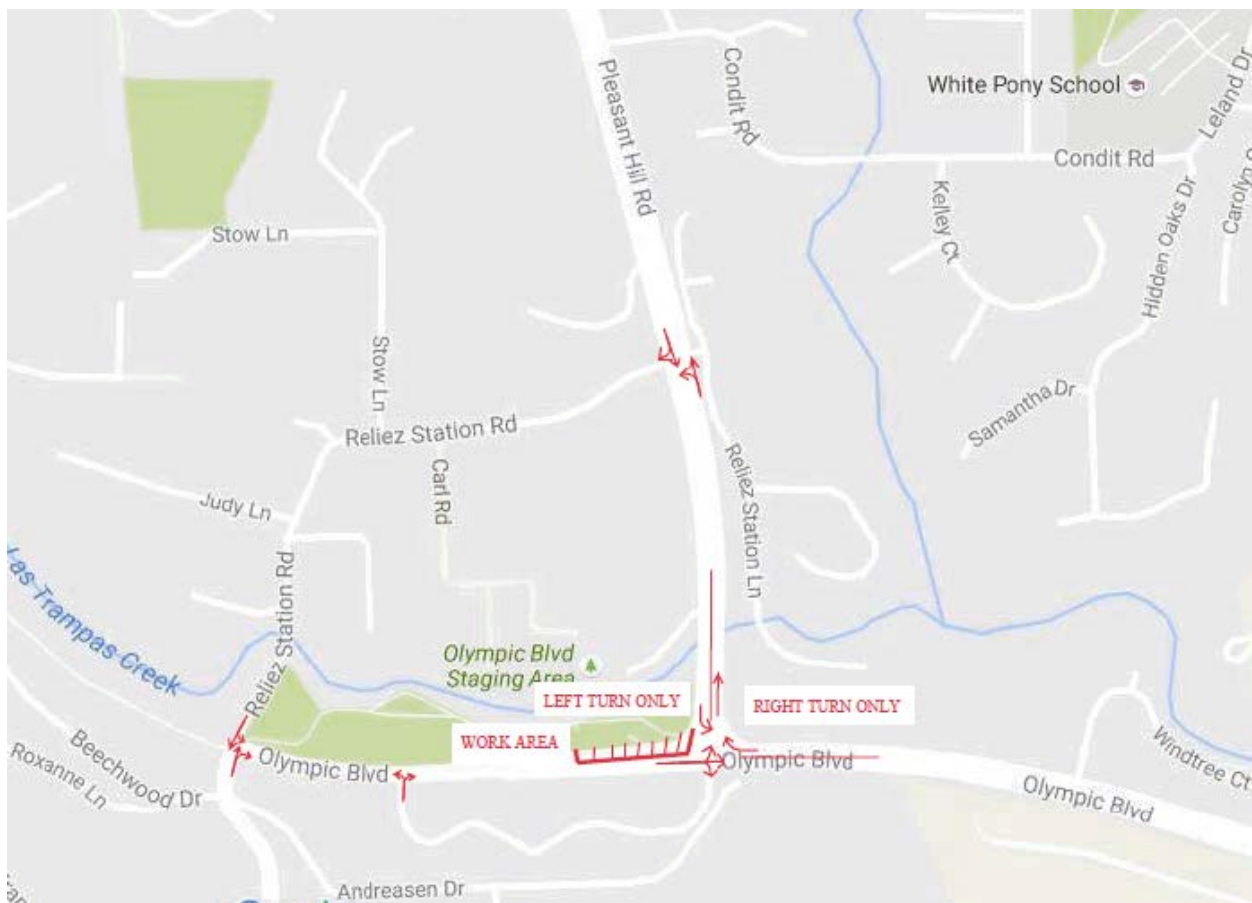 Pleasant Hill Rd
Condit Rd
White Pony School
Leland Dr
Condit Rd
Kelley Ct
Hidden Oaks Dr
Stow Ln
Stow Ln
Samantha Dr
Reliez Station Rd
Carl Rd
Judy Ln
Reliez Station Ln
Las Trampas Creek
Reliez Station Rd
Olympic Blvd
Staging Area
LEFT TURN ONLY
RIGHT TURN ONLY
WORK AREA
Beechwood Dr
Roxanne Ln
Olympic Blvd
Olympic Blvd
Olympic Blvd
Windtree Ct
Andreasen Dr